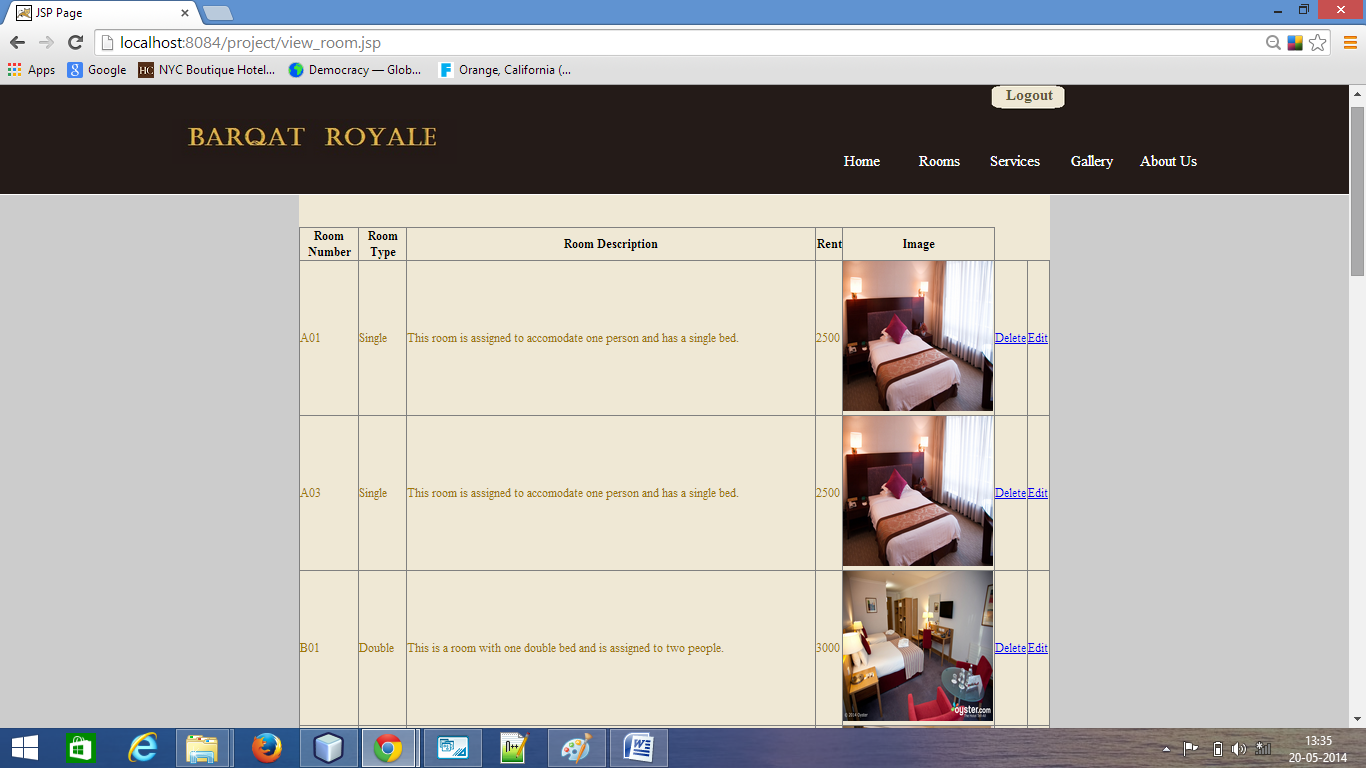 JSP Page
localhost:8084/project/view_room.jsp
Apps Google NYC Boutique Hotel... Democracy — Glob... Orange, California (...
Logout
BARQAT ROYALE
Home Rooms Services Gallery About Us
Room Number Room Type Room Description Rent Image
A01 Single This room is assigned to accomodate one person and has a single bed. 2500 Delete Edit
A03 Single This room is assigned to accomodate one person and has a single bed. 2500 Delete Edit
B01 Double This is a room with one double bed and is assigned to two people. 3000 Delete Edit
oyster.com
13:35
20-05-2014